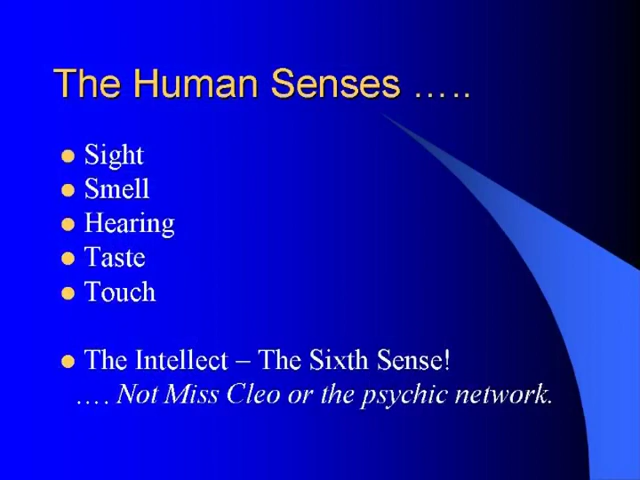 The Human Senses …..
Sight
Smell
Hearing
Taste
Touch
The Intellect – The Sixth Sense!
…. Not Miss Cleo or the psychic network.